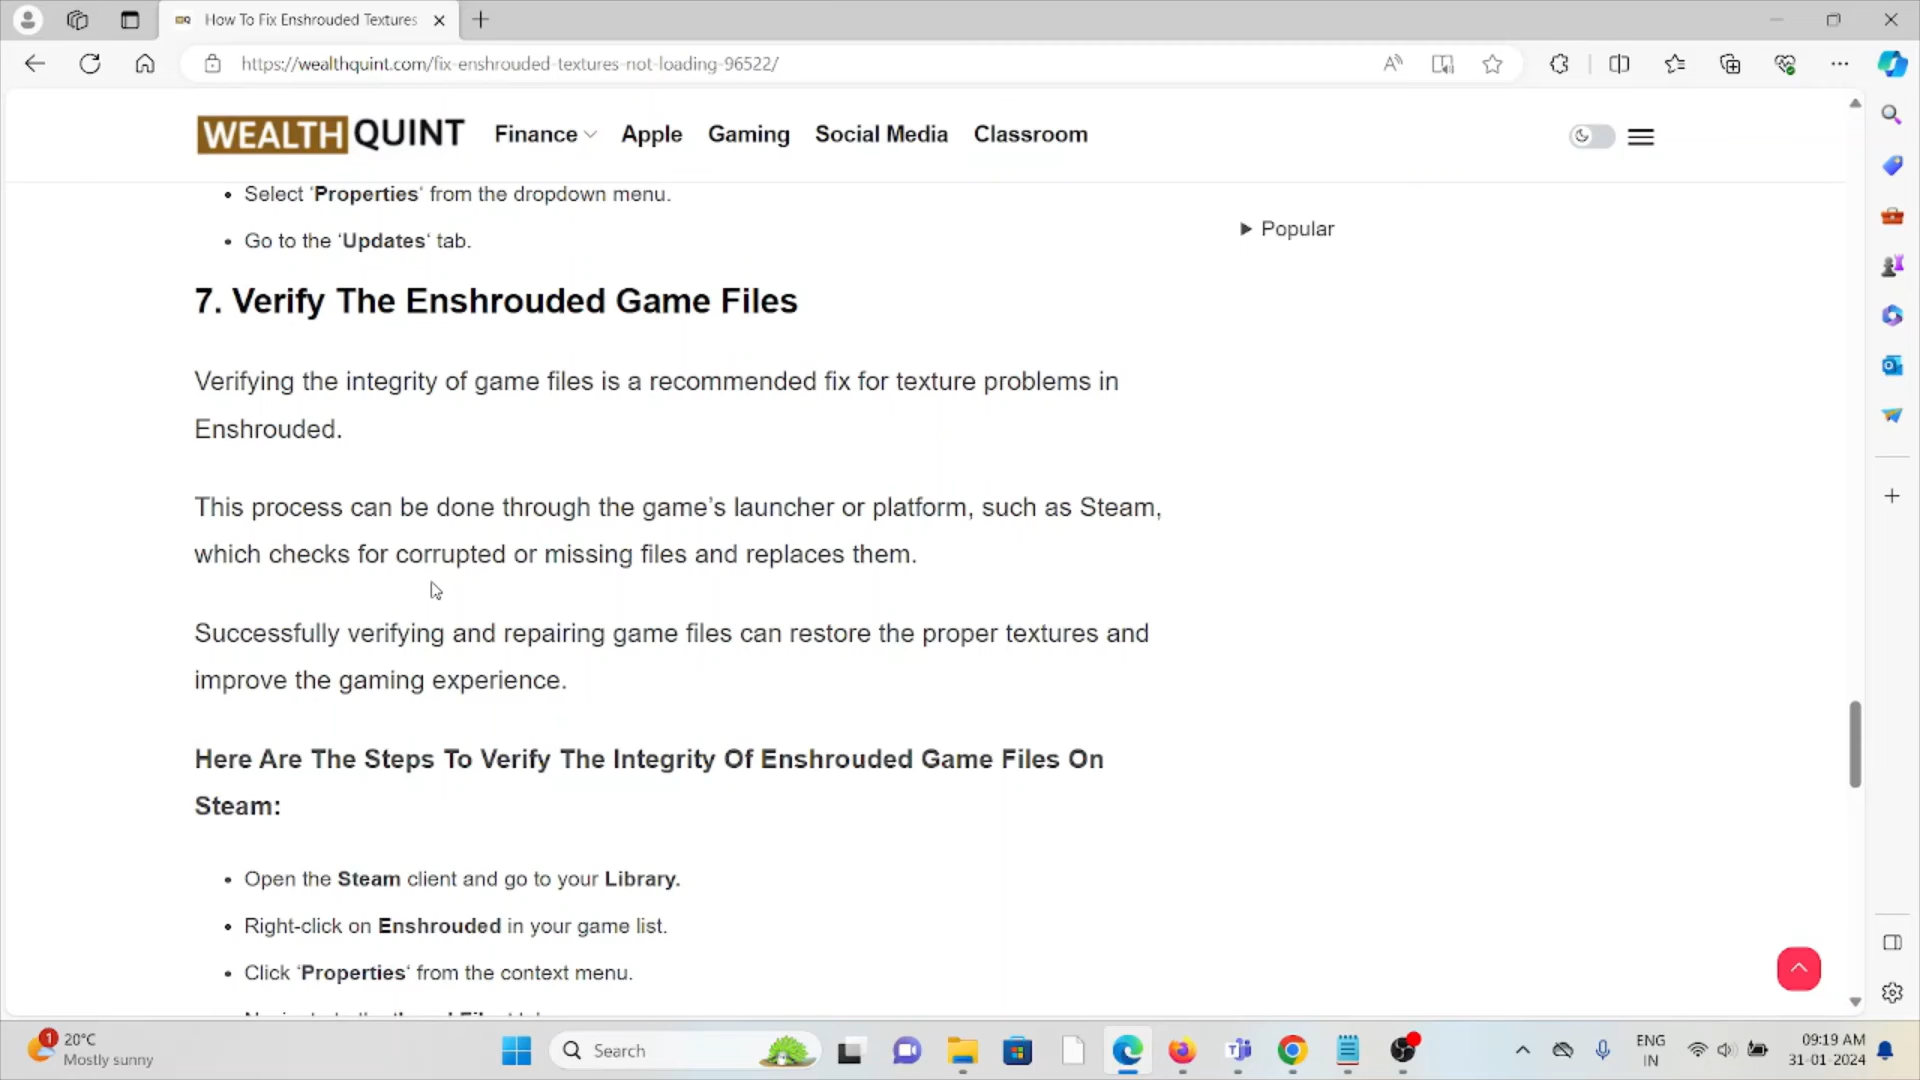 How To Fix Enshrouded Textures
https://wealthquint.com/fix-enshrouded-textures-not-loading-96522/
WEALTH QUINT Finance Apple Gaming Social Media Classroom
• Select ‘Properties‘ from the dropdown menu.
Popular
• Go to the ‘Updates‘ tab.
7. Verify The Enshrouded Game Files
Verifying the integrity of game files is a recommended fix for texture problems in
Enshrouded.
This process can be done through the game’s launcher or platform, such as Steam,
which checks for corrupted or missing files and replaces them.
Successfully verifying and repairing game files can restore the proper textures and
improve the gaming experience.
Here Are The Steps To Verify The Integrity Of Enshrouded Game Files On
Steam:
• Open the Steam client and go to your Library.
• Right-click on Enshrouded in your game list.
• Click ‘Properties‘ from the context menu.
1
20°C
Mostly sunny
Search
ENG
IN
09:19 AM
31-01-2024